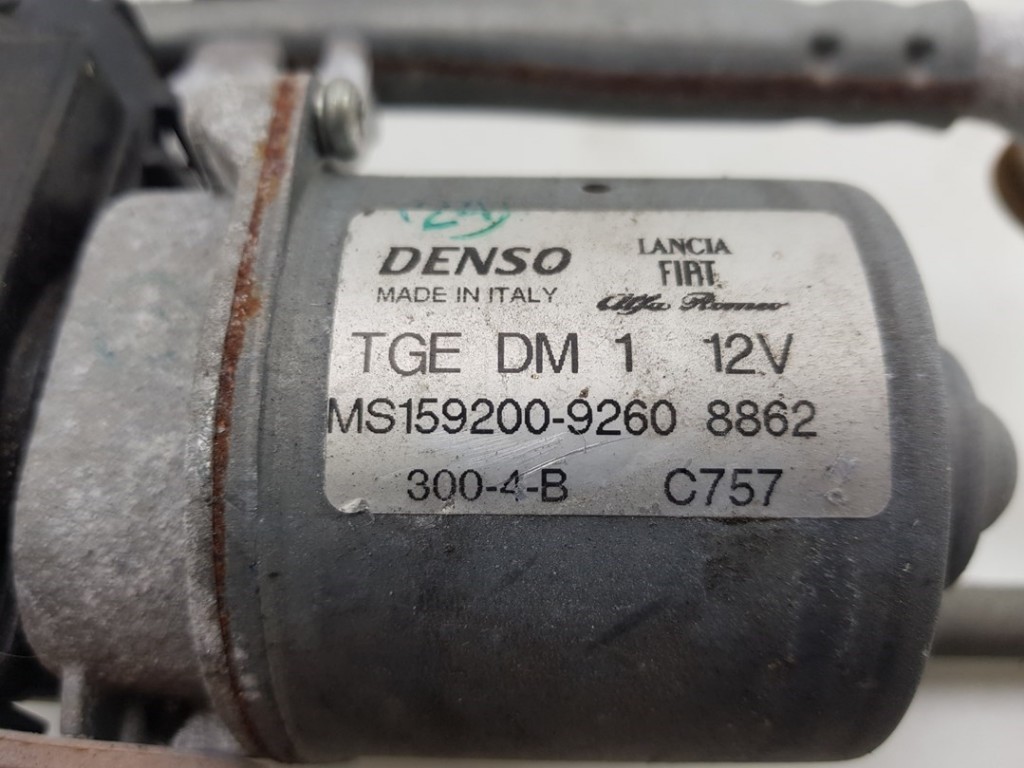 DENSO LANCIA
FIAT
MADE IN ITALY Alfa Romeo
TGE DM 1 12V
MS159200-9260 8862
300-4-B C757